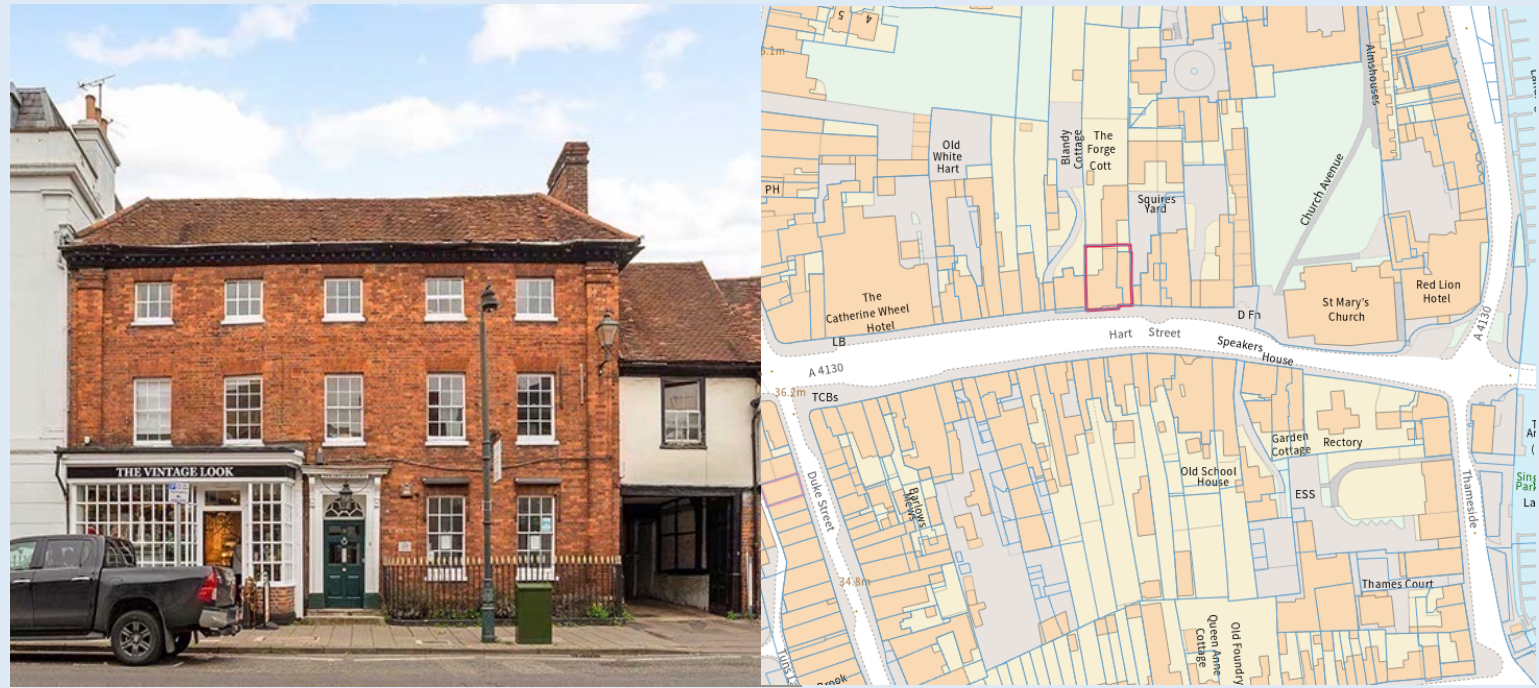 THE VINTAGE LOOK
5
4
Almshouses
Old
White
Hart
Blandy
Cottage
The
Forge
Cott
PH
Squires
Yard
Church Avenue
The
Catherine Wheel
Hotel
LB
Hart Street
D Fn
St Mary's
Church
Red Lion
Hotel
A 4130
Speakers
House
A 4130
36.2m
TCBs
Duke Street
Barlows
Mews
Old School
House
Garden
Cottage
Rectory
ESS
Thameside
34.8m
Thames Court
Queen Anne
Cottage
Old Foundry